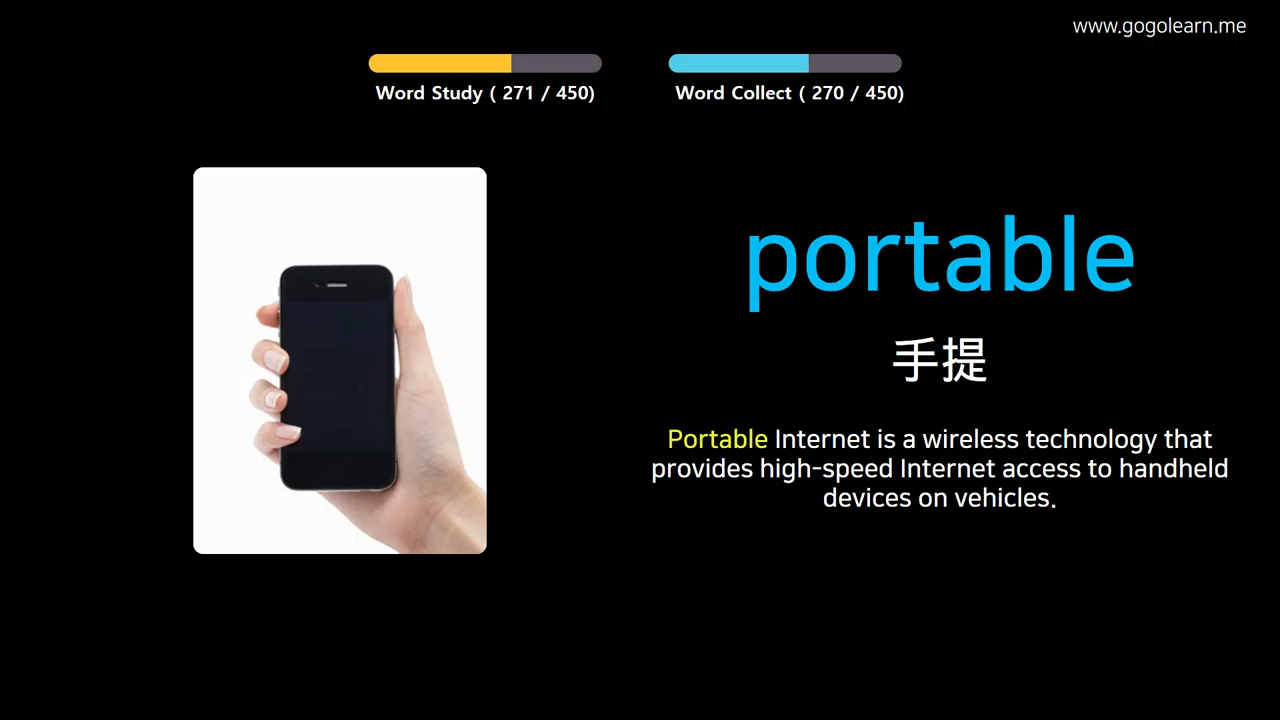 www.gogolearn.me
Word Study ( 271 / 450)
Word Collect ( 270 / 450)
portable
手提
Portable Internet is a wireless technology that
provides high-speed Internet access to handheld
devices on vehicles.